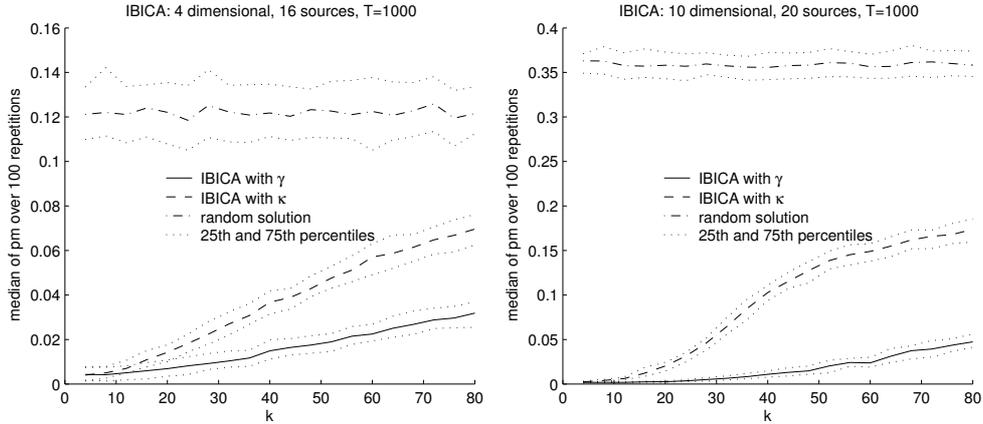 IBICA: 4 dimensional, 16 sources, T=1000
0.16
0.14
0.12
0.1
0.08
0.06
0.04
0.02
0
median of pm over 100 repetitions
IBICA with γ
IBICA with κ
random solution
25th and 75th percentiles
0 10 20 30 40 50 60 70 80
k
IBICA: 10 dimensional, 20 sources, T=1000
0.4
0.35
0.3
0.25
0.2
0.15
0.1
0.05
0
median of pm over 100 repetitions
IBICA with γ
IBICA with κ
random solution
25th and 75th percentiles
0 10 20 30 40 50 60 70 80
k